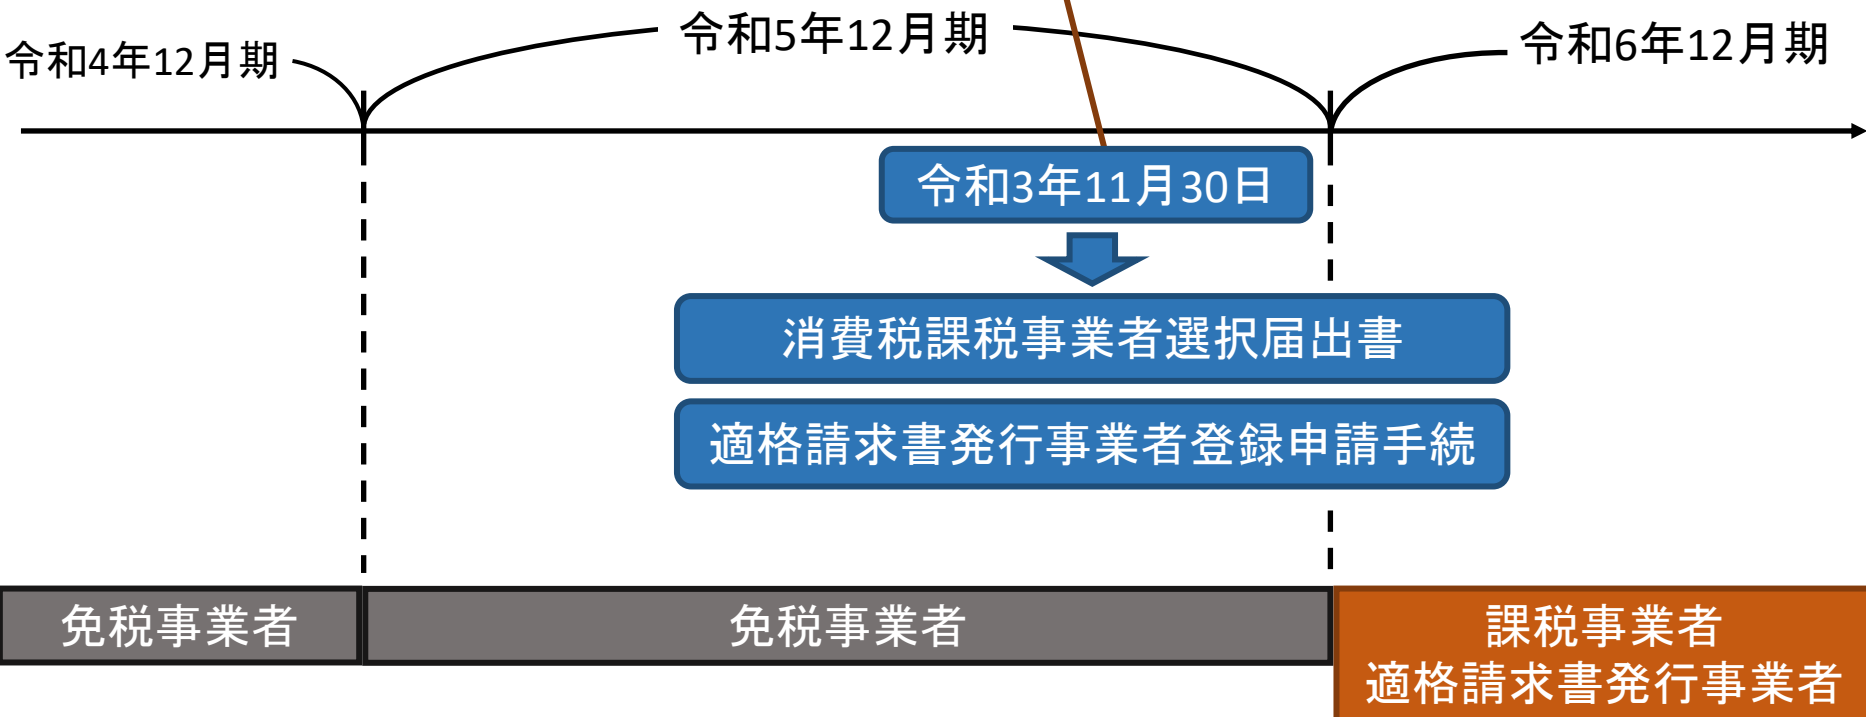 令和4年12月期
令和5年12月期
令和6年12月期
令和3年11月30日
消費税課税事業者選択届出書
適格請求書発行事業者登録申請手続
免税事業者
免税事業者
課税事業者
適格請求書発行事業者